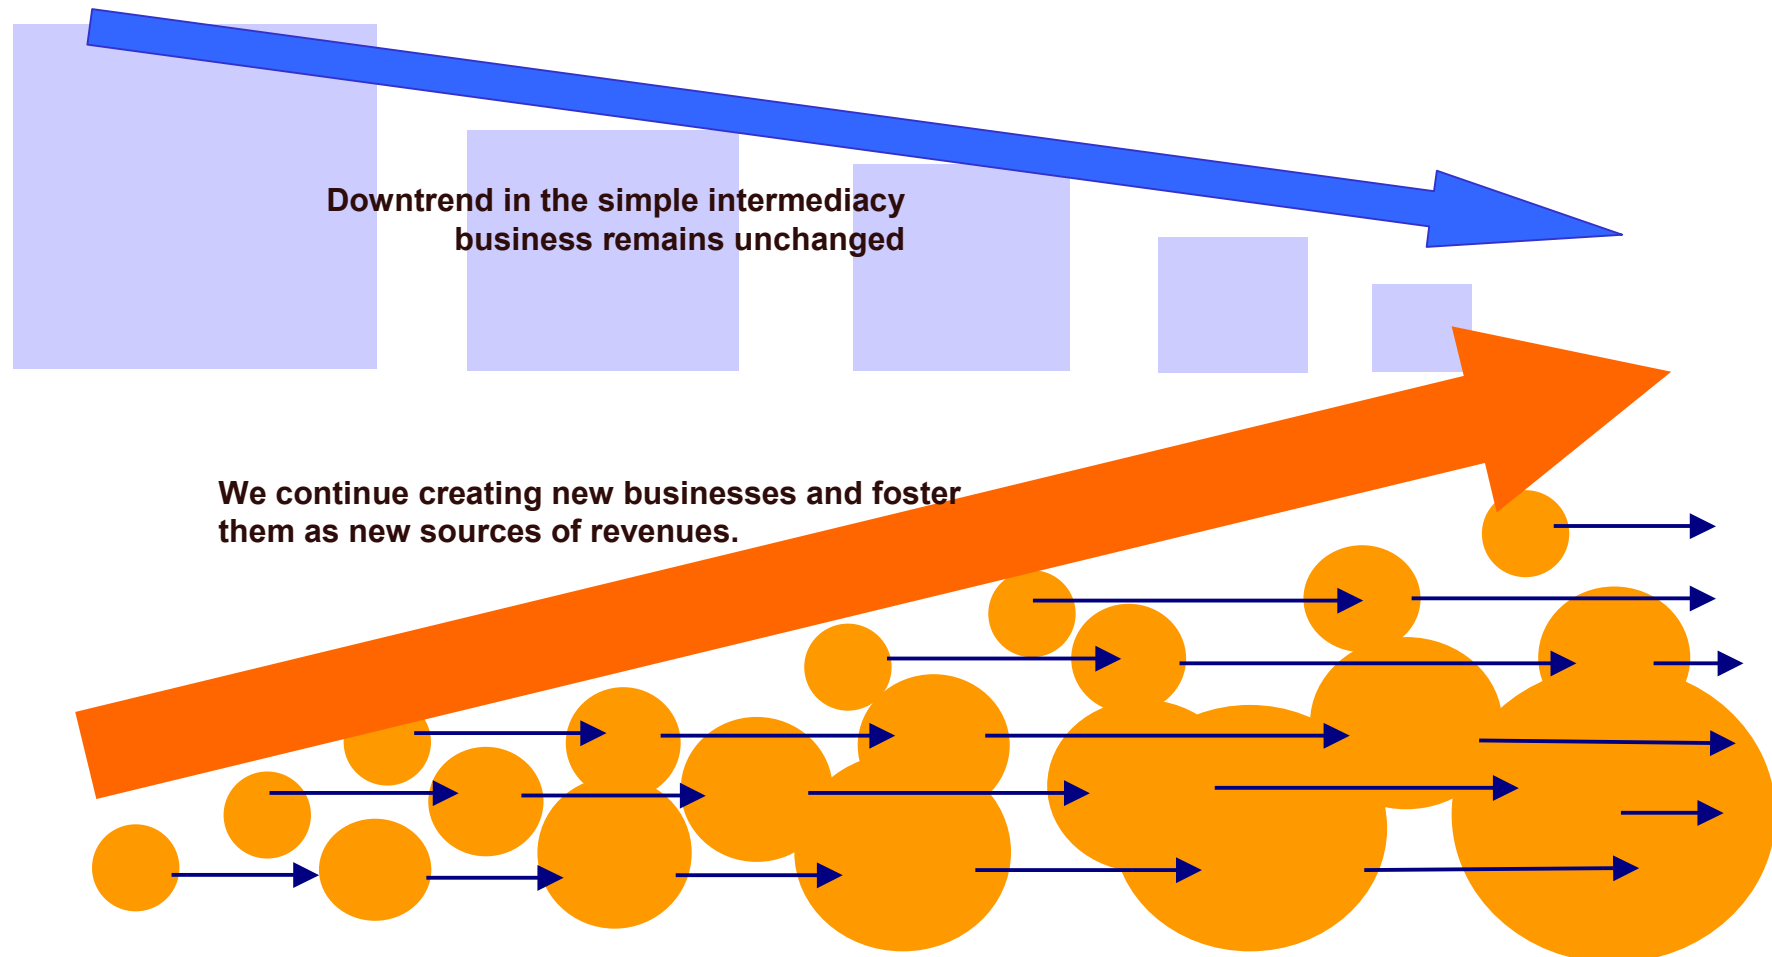 Downtrend in the simple intermediacy
business remains unchanged
We continue creating new businesses and foster
them as new sources of revenues.